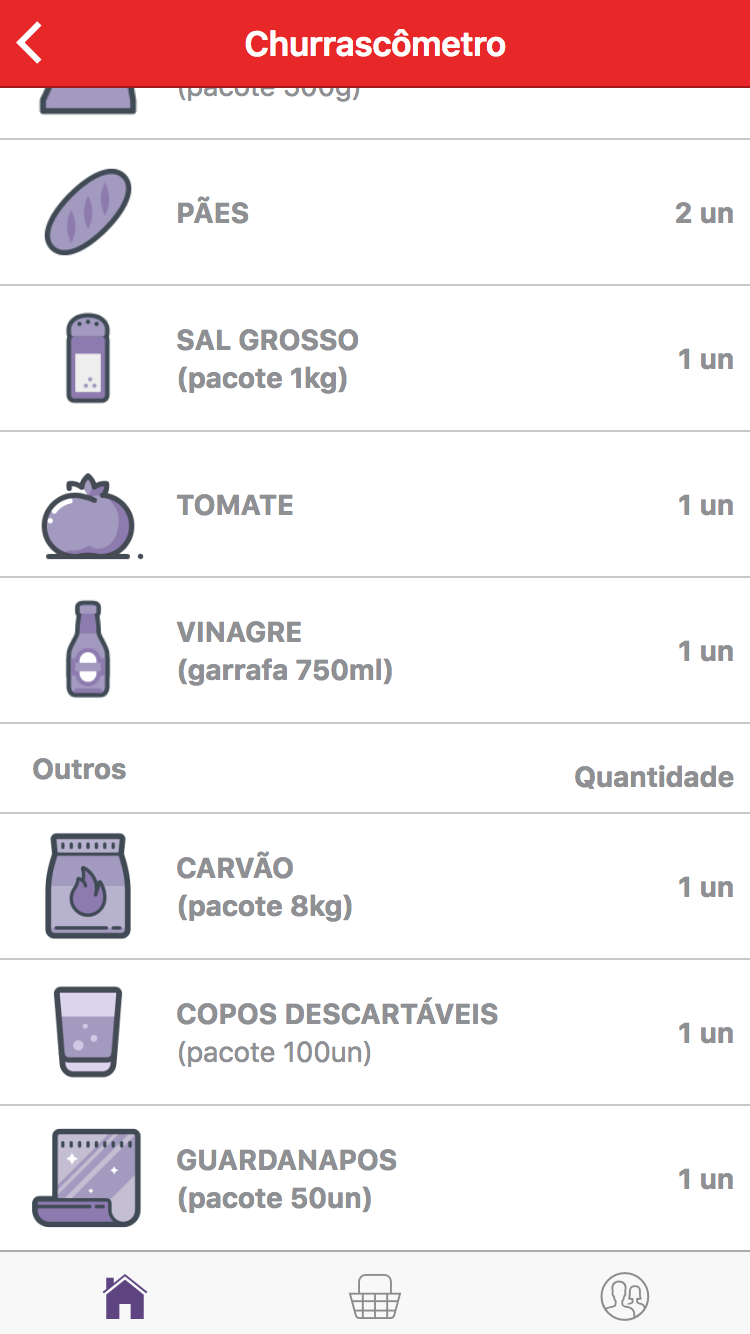 Churrascômetro
(pacote 500g)
PÃES
2 un
SAL GROSSO
(pacote 1kg)
1 un
TOMATE
1 un
VINAGRE
(garrafa 750ml)
1 un
Outros
Quantidade
CARVÃO
(pacote 8kg)
1 un
COPOS DESCARTÁVEIS
(pacote 100un)
1 un
GUARDANAPOS
(pacote 50un)
1 un